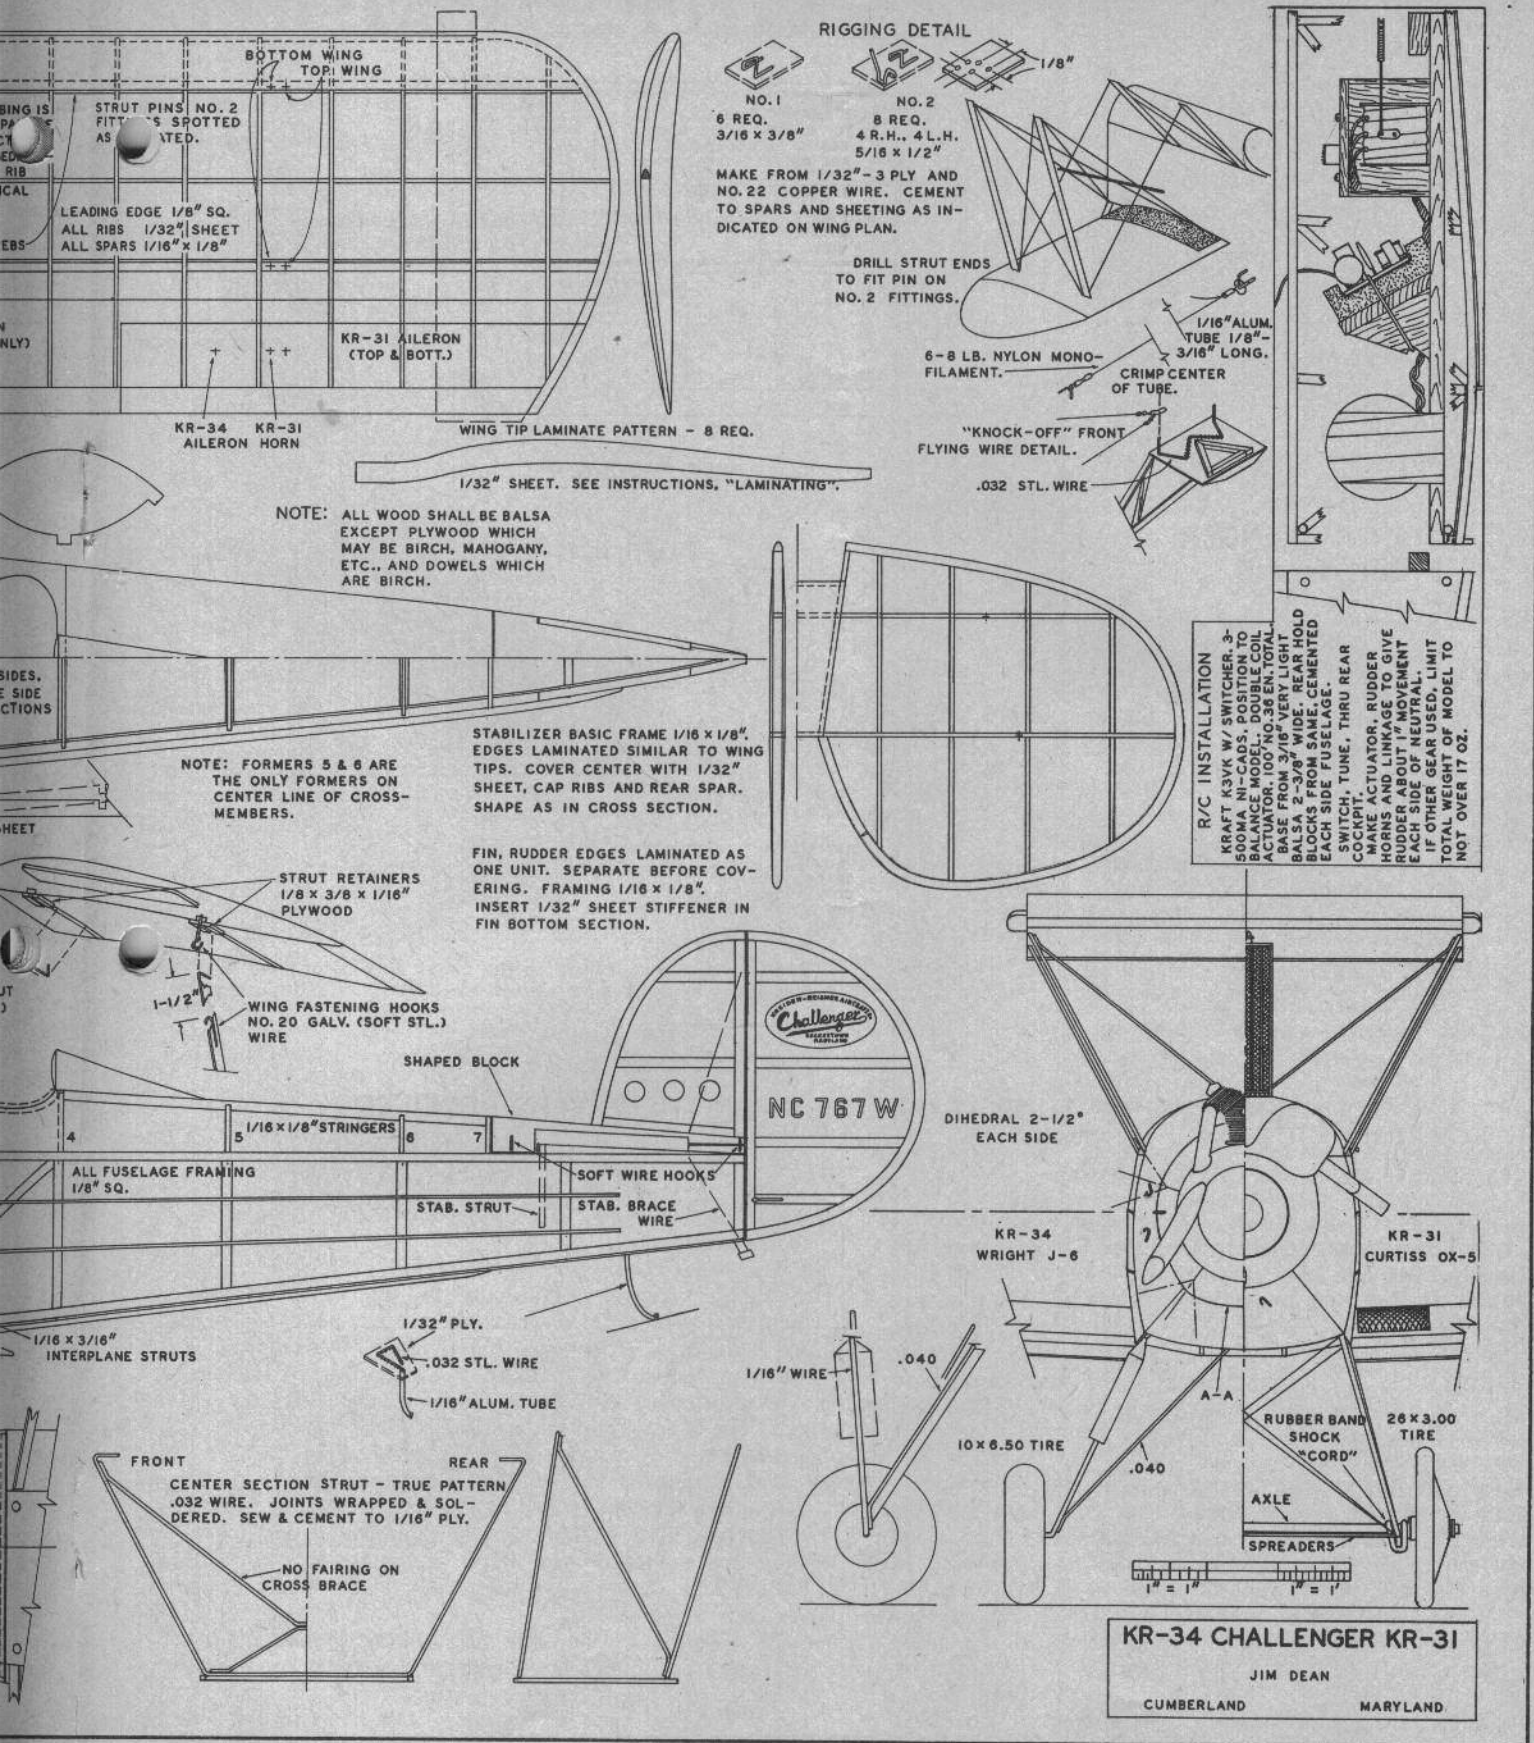 RIGGING DETAIL
BOTTOM WING
TOP WING
STRUT PINS NO. 2
SPOTTED
AS
BING IS
RIB
ICAL
EBS
LEADING EDGE 1/8" SQ.
ALL RIBS 1/32" SHEET
ALL SPARS 1/16" X 1/8"
NLY)
KR-31 AILERON
(TOP & BOTT.)
KR-34 KR-31
AILERON HORN
NO. 1
6 REQ.
3/16 X 3/8"
NO. 2
8 REQ.
4 R.H., 4 L.H.
5/16 X 1/2"
1/8"
MAKE FROM 1/32"-3 PLY AND
NO. 22 COPPER WIRE. CEMENT
TO SPARS AND SHEETING AS IN-
DICATED ON WING PLAN.
DRILL STRUT ENDS
TO FIT PIN ON
NO. 2 FITTINGS.
1/16" ALUM.
TUBE 1/8"-
3/16" LONG.
6-8 LB. NYLON MONO-
FILAMENT.
CRIMP CENTER
OF TUBE.
"KNOCK-OFF" FRONT
FLYING WIRE DETAIL.
.032 STL. WIRE
WING TIP LAMINATE PATTERN - 8 REQ.
1/32" SHEET. SEE INSTRUCTIONS, "LAMINATING".
NOTE: ALL WOOD SHALL BE BALSA
EXCEPT PLYWOOD WHICH
MAY BE BIRCH, MAHOGANY,
ETC., AND DOWELS WHICH
ARE BIRCH.
SIDES,
E SIDE
CTIONS
NOTE: FORMERS 5 & 6 ARE
THE ONLY FORMERS ON
CENTER LINE OF CROSS-
MEMBERS.
HEET
STABILIZER BASIC FRAME 1/16 X 1/8".
EDGES LAMINATED SIMILAR TO WING
TIPS. COVER CENTER WITH 1/32"
SHEET, CAP RIBS AND REAR SPAR.
SHAPE AS IN CROSS SECTION.
FIN, RUDDER EDGES LAMINATED AS
ONE UNIT. SEPARATE BEFORE COV-
ERING. FRAMING 1/16 X 1/8".
INSERT 1/32" SHEET STIFFENER IN
FIN BOTTOM SECTION.
R/C INSTALLATION
KRAFT K3VK W/ SWITCHER. 3-
500MA NI-CADS, POSITION TO
BALANCE MODEL. DOUBLE COIL
ACTUATOR. 100' NO. 36 EN. TOTAL.
BASE FROM 3/16" VERY LIGHT
BALSA 2-3/8" WIDE. REAR HOLD
BLOCKS FROM SAME, CEMENTED
EACH SIDE FUSELAGE.
SWITCH, TUNE, THRU REAR
COCKPIT.
MAKE ACTUATOR, RUDDER
HORNS AND LINKAGE TO GIVE
RUDDER ABOUT 1" MOVEMENT
EACH SIDE OF NEUTRAL.
IF OTHER GEAR USED, LIMIT
TOTAL WEIGHT OF MODEL TO
NOT OVER 17 OZ.
STRUT RETAINERS
1/8 X 3/8 X 1/16"
PLYWOOD
UT
1-1/2"
WING FASTENING HOOKS
NO. 20 GALV. (SOFT STL.)
WIRE
SHAPED BLOCK
Challenger
HAGERSTOWN
MARYLAND
NC 767 W
4
5
1/16 X 1/8" STRINGERS
6
7
ALL FUSELAGE FRAMING
1/8" SQ.
SOFT WIRE HOOKS
STAB. STRUT
STAB. BRACE
WIRE
DIHEDRAL 2-1/2°
EACH SIDE
KR-34
WRIGHT J-6
KR-31
CURTISS OX-5
1/16 X 3/16"
INTERPLANE STRUTS
1/32" PLY.
.032 STL. WIRE
1/16" ALUM. TUBE
1/16" WIRE
.040
A-A
10 X 6.50 TIRE
.040
RUBBER BAND
SHOCK
"CORD"
26 X 3.00
TIRE
AXLE
SPREADERS
1" = 1"
1" = 1'
FRONT
REAR
CENTER SECTION STRUT - TRUE PATTERN
.032 WIRE. JOINTS WRAPPED & SOL-
DERED. SEW & CEMENT TO 1/16" PLY.
NO FAIRING ON
CROSS BRACE
KR-34 CHALLENGER KR-31
JIM DEAN
CUMBERLAND MARYLAND